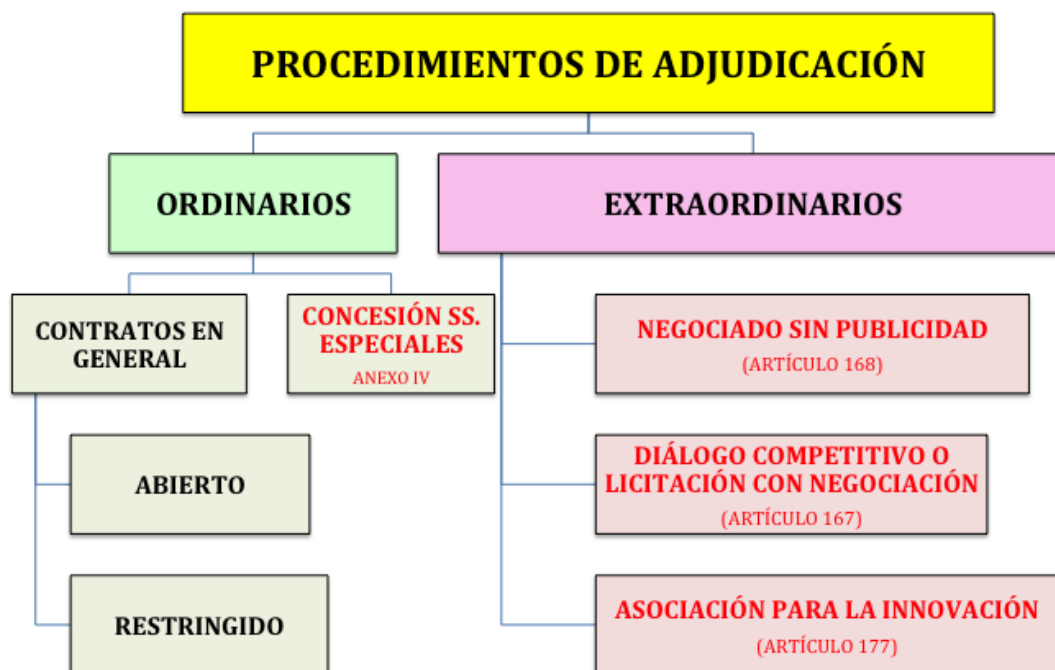 PROCEDIMIENTOS DE ADJUDICACIÓN
ORDINARIOS
EXTRAORDINARIOS
CONTRATOS EN
GENERAL
CONCESIÓN SS.
ESPECIALES
ANEXO IV
NEGOCIADO SIN PUBLICIDAD
(ARTÍCULO 168)
ABIERTO
DIÁLOGO COMPETITIVO O
LICITACIÓN CON NEGOCIACIÓN
(ARTÍCULO 167)
RESTRINGIDO
ASOCIACIÓN PARA LA INNOVACIÓN
(ARTÍCULO 177)